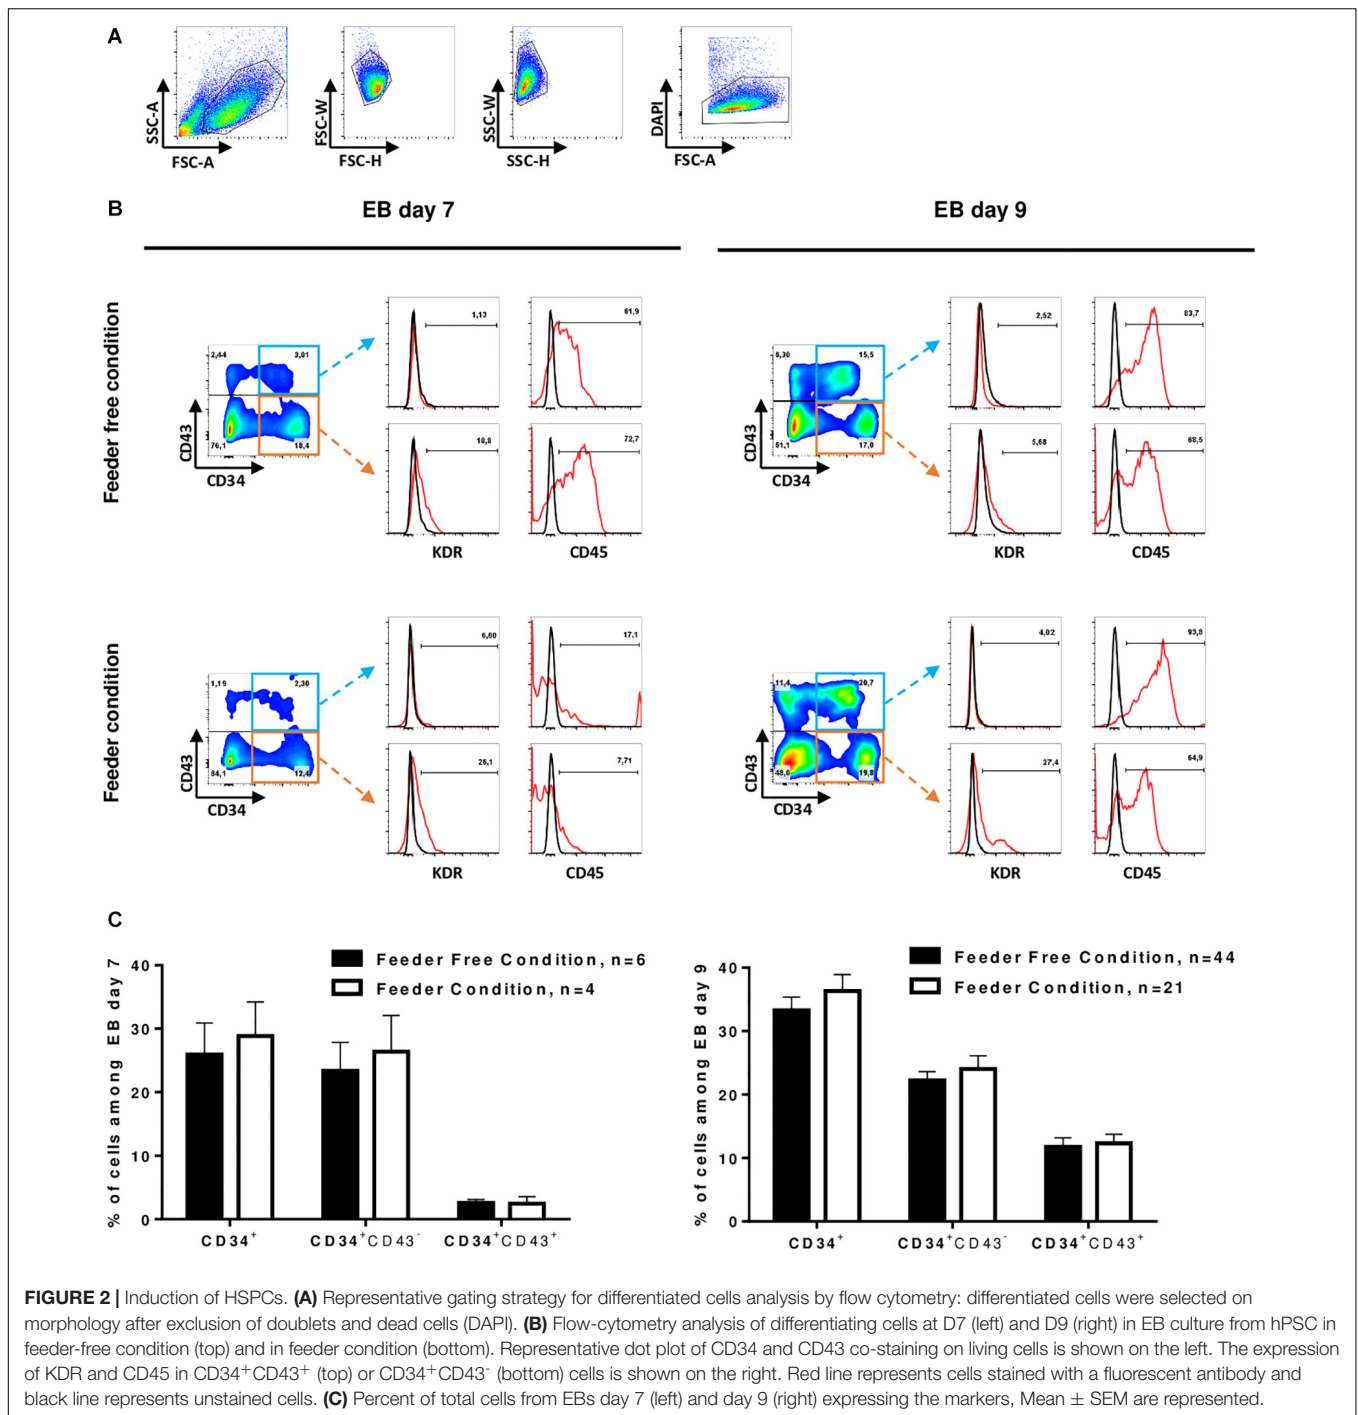 A
SSC-A
FSC-A
FSC-W
FSC-H
SSC-W
SSC-H
DAPI
FSC-A
B
EB day 7
EB day 9
Feeder free condition
2,44
3,01
76,1
18,4
CD43
CD34
1,13
61,9
18,8
72,7
KDR
CD45
5,30
15,5
61,1
17,0
CD43
CD34
2,52
83,7
5,68
68,5
KDR
CD45
Feeder condition
1,19
2,30
84,1
12,4
CD43
CD34
6,00
17,1
26,1
7,71
KDR
CD45
11,4
20,7
48,0
19,8
CD43
CD34
4,02
93,8
27,4
64,9
KDR
CD45
C
% of cells among EB day 7
40
30
20
10
0
Feeder Free Condition, n=6
Feeder Condition, n=4
CD34+
CD34+CD43-
CD34+CD43+
% of cells among EB day 9
40
30
20
10
0
Feeder Free Condition, n=44
Feeder Condition, n=21
CD34+
CD34+CD43-
CD34+CD43+
FIGURE 2 | Induction of HSPCs. (A) Representative gating strategy for differentiated cells analysis by flow cytometry: differentiated cells were selected on
morphology after exclusion of doublets and dead cells (DAPI). (B) Flow-cytometry analysis of differentiating cells at D7 (left) and D9 (right) in EB culture from hPSC in
feeder-free condition (top) and in feeder condition (bottom). Representative dot plot of CD34 and CD43 co-staining on living cells is shown on the left. The expression
of KDR and CD45 in CD34+CD43+ (top) or CD34+CD43- (bottom) cells is shown on the right. Red line represents cells stained with a fluorescent antibody and
black line represents unstained cells. (C) Percent of total cells from EBs day 7 (left) and day 9 (right) expressing the markers, Mean ± SEM are represented.